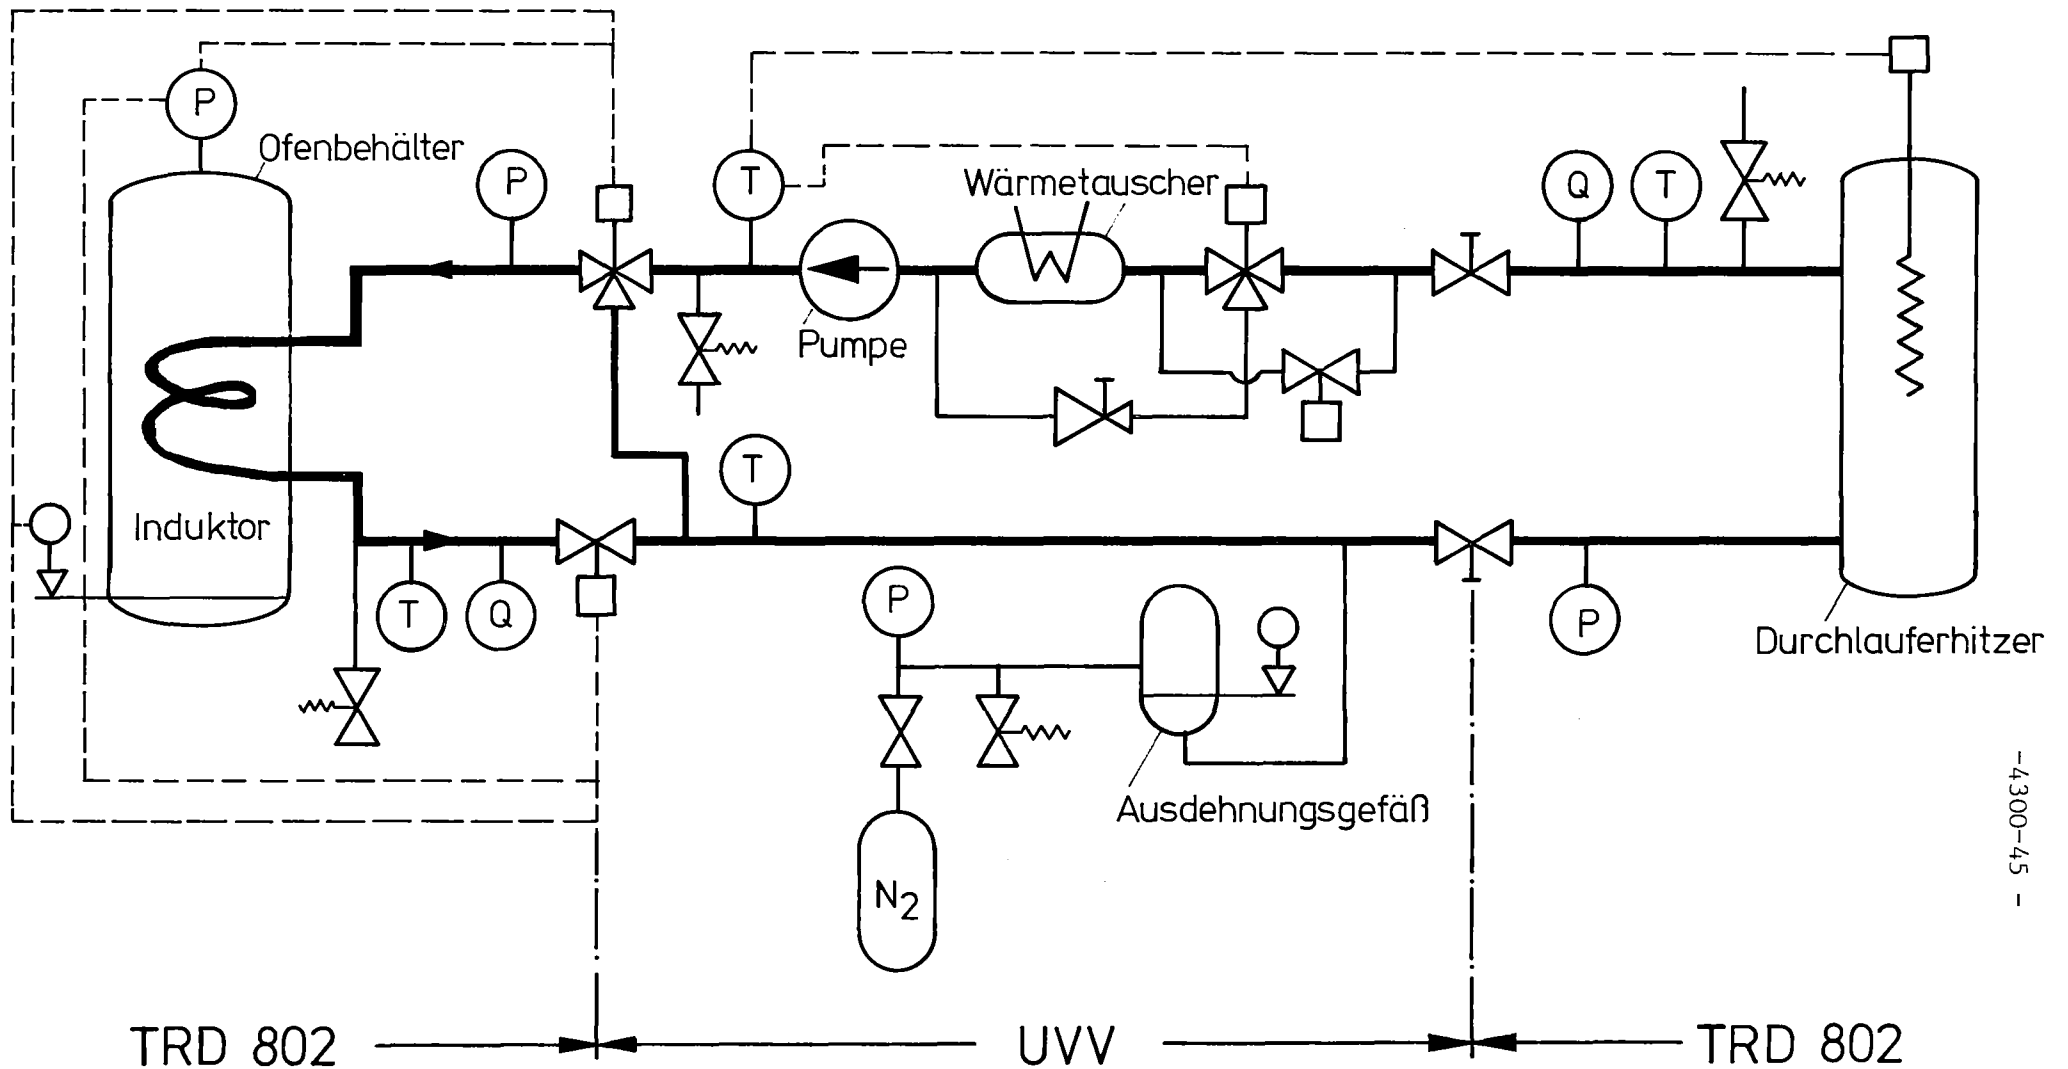 P
Ofenbehälter
P
T
Wärmetauscher
Q
T
Pumpe
T
Induktor
T
Q
P
P
Durchlauferhitzer
Ausdehnungsgefäß
N2
-4300-45 -
TRD 802
UVV
TRD 802